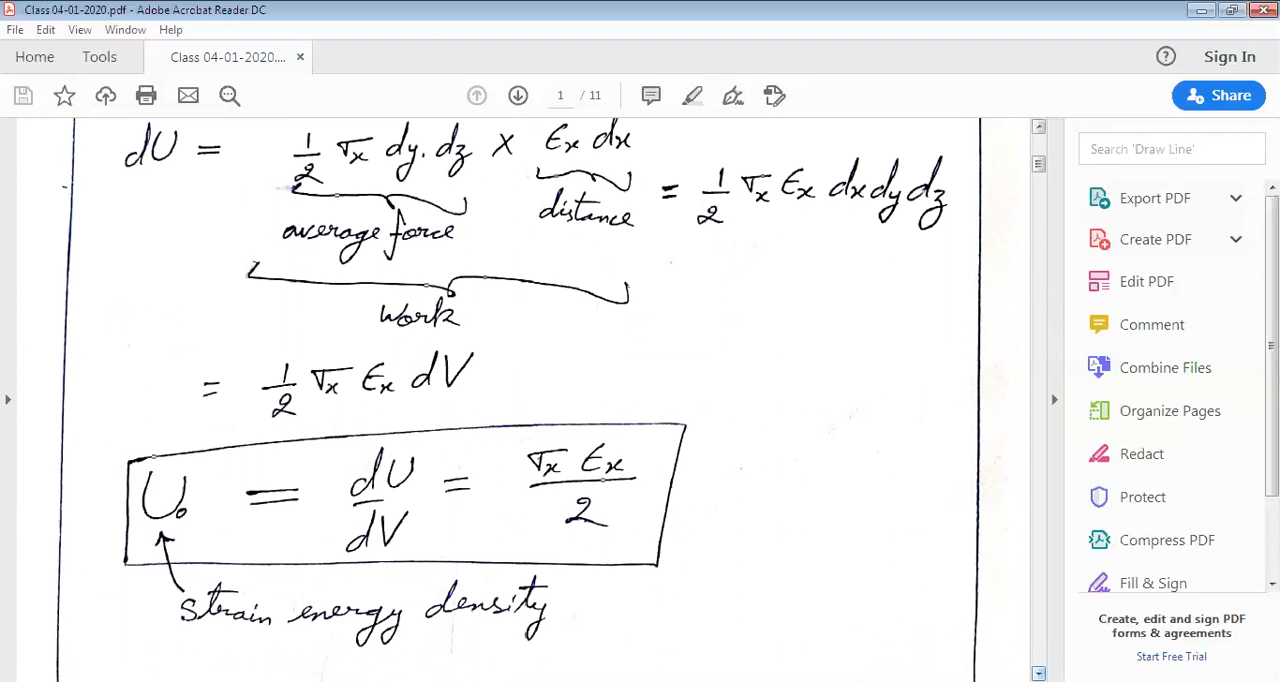 Class 04-01-2020.pdf - Adobe Acrobat Reader DC
File Edit View Window Help
Home Tools Class 04-01-2020.... × Sign In
1 / 11 Share
dU = 1/2 σx dy. dz × Ex dx = 1/2 σx Ex dxdydz
average force distance
work
= 1/2 σx Ex dV
U₀ = dU/dV = σx Ex / 2
strain energy density
Search 'Draw Line'
Export PDF
Create PDF
Edit PDF
Comment
Combine Files
Organize Pages
Redact
Protect
Compress PDF
Fill & Sign
Create, edit and sign PDF
forms & agreements
Start Free Trial